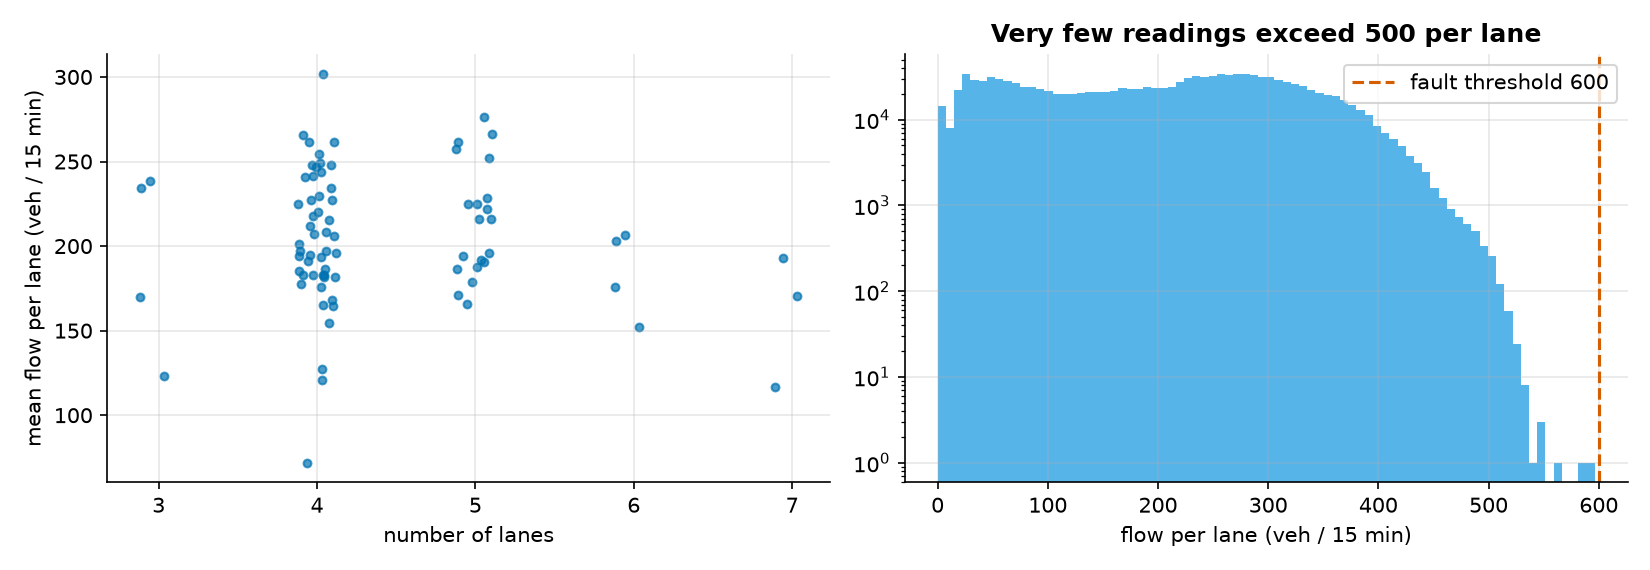 300
250
200
150
100
mean flow per lane (veh / 15 min)
3 4 5 6 7
number of lanes
Very few readings exceed 500 per lane
fault threshold 600
10⁴
10³
10²
10¹
10⁰
0 100 200 300 400 500 600
flow per lane (veh / 15 min)